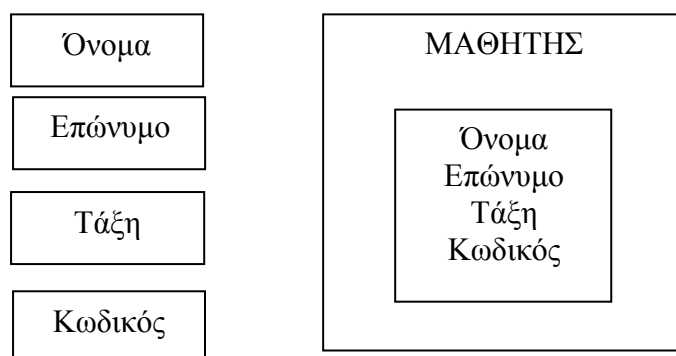 Όνομα
Επώνυμο
Τάξη
Κωδικός
ΜΑΘΗΤΗΣ
Όνομα
Επώνυμο
Τάξη
Κωδικός